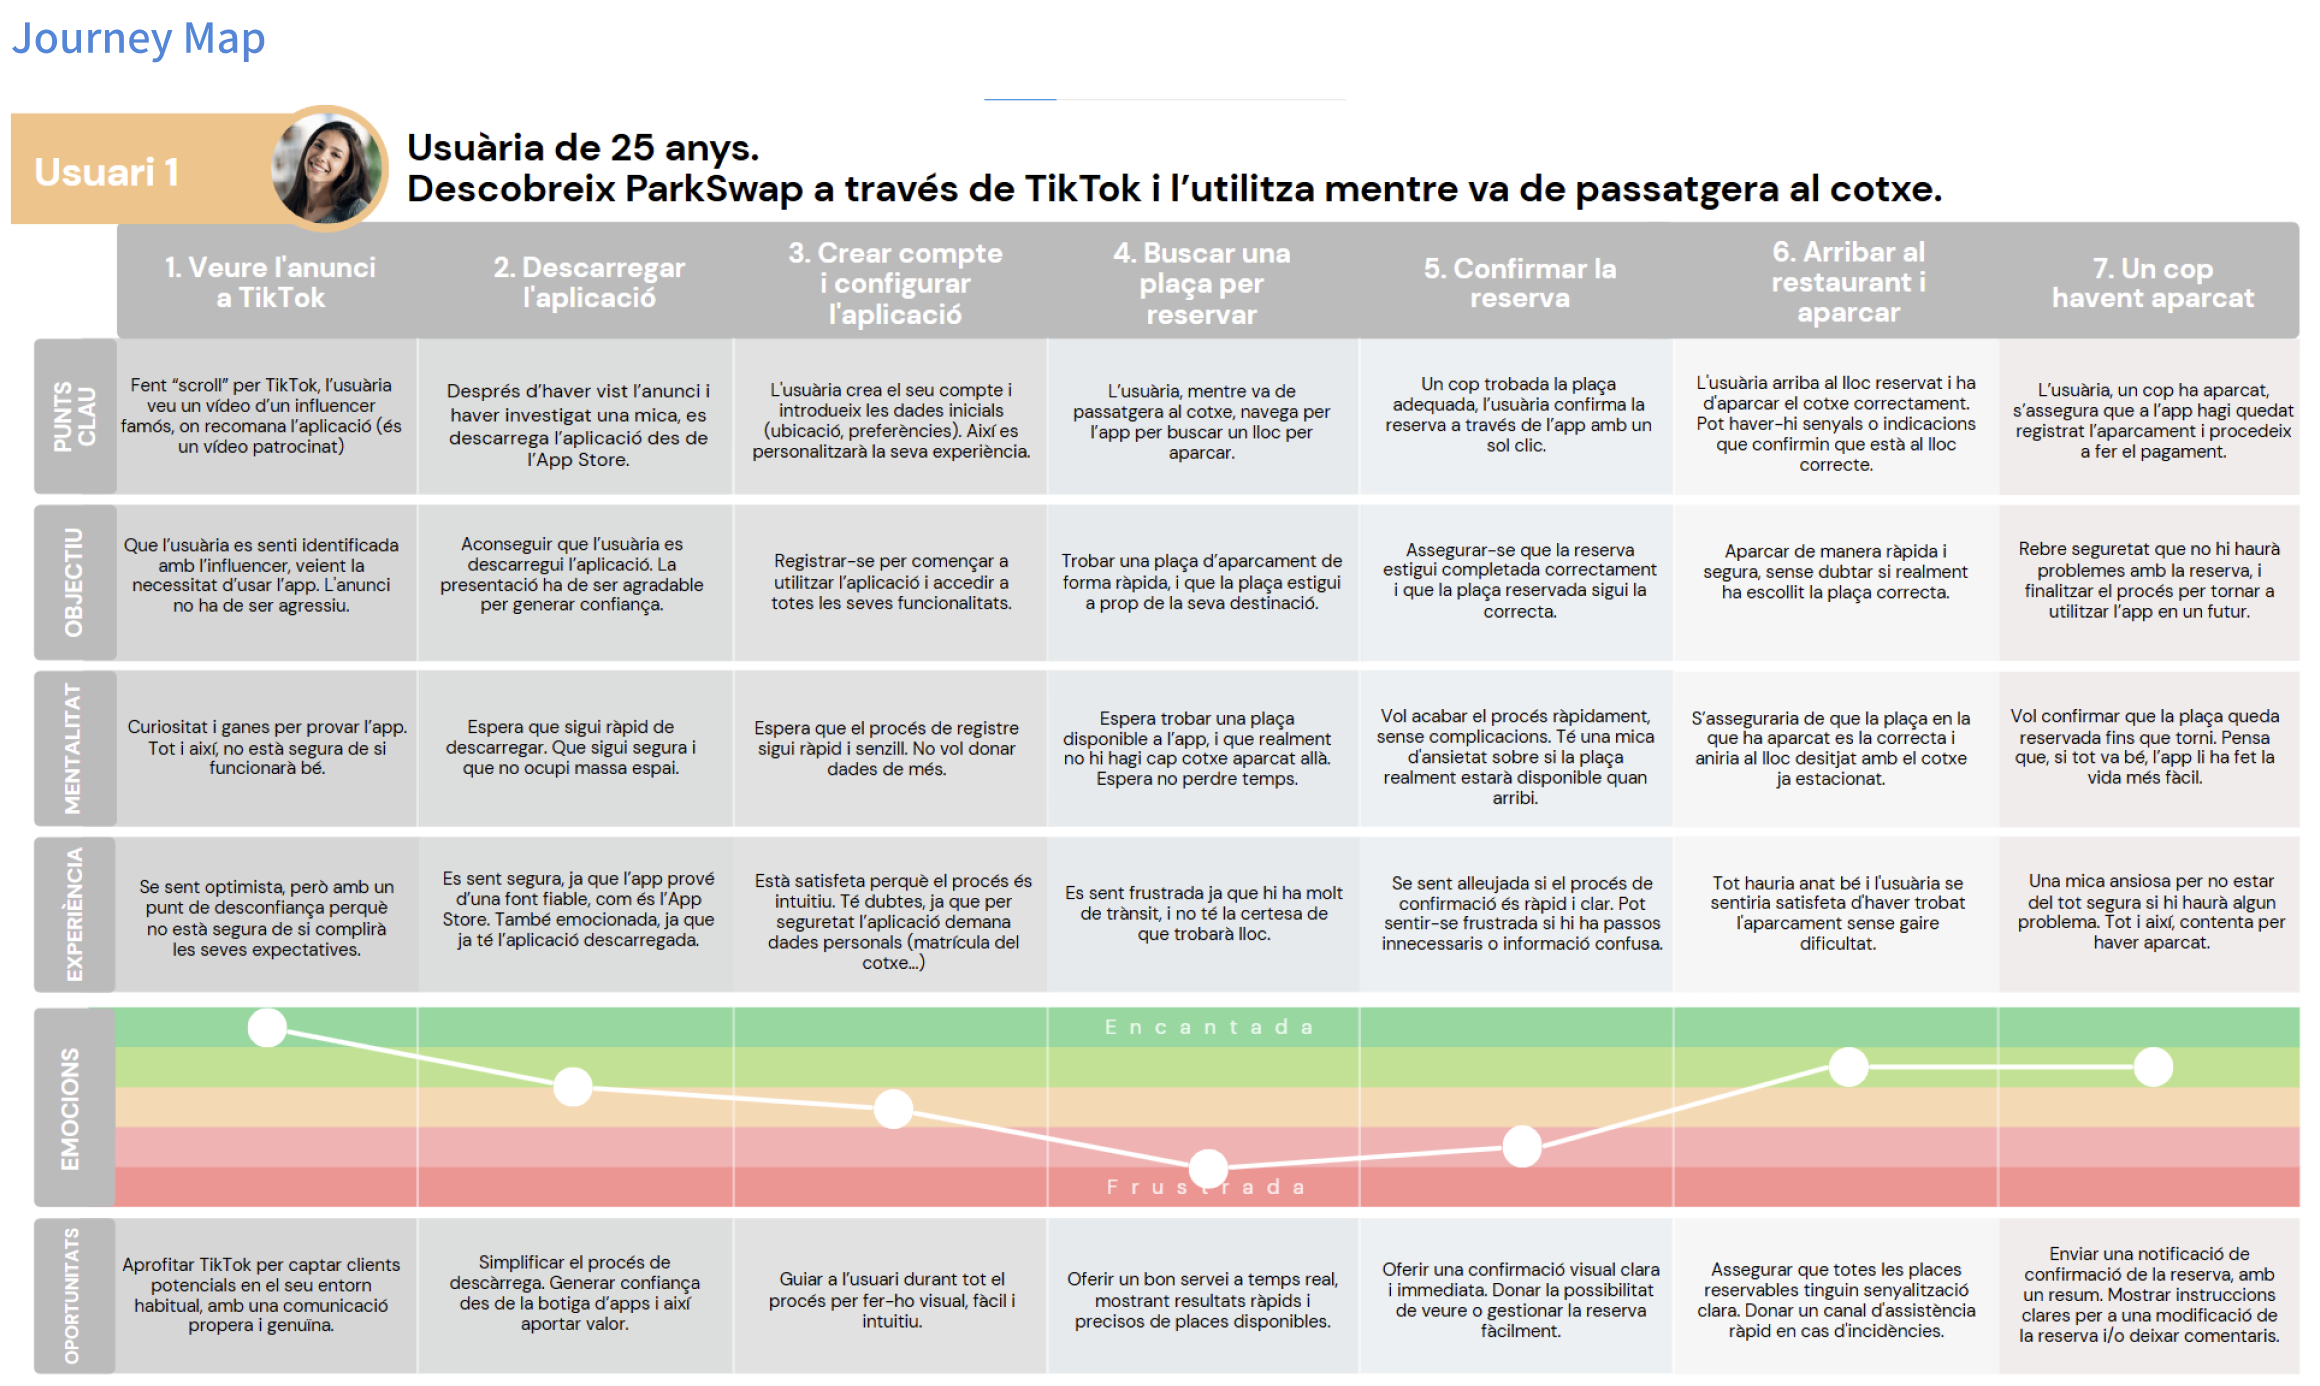 Journey Map
Usuari 1
Usuària de 25 anys.
Descobreix ParkSwap a través de TikTok i l’utilitza mentre va de passatgera al cotxe.
1. Veure l'anunci
a TikTok
2. Descarregar
l'aplicació
3. Crear compte
i configurar
l'aplicació
4. Buscar una
plaça per
reservar
5. Confirmar la
reserva
6. Arribar al
restaurant i
aparcar
7. Un cop
havent aparcat
PUNTS
CLAU
Fent “scroll” per TikTok, l’usuària
veu un vídeo d’un influencer
famós, on recomana l’aplicació (és
un vídeo patrocinat)
Després d’haver vist l’anunci i
haver investigat una mica, es
descarrega l’aplicació des de
l’App Store.
L'usuària crea el seu compte i
introdueix les dades inicials
(ubicació, preferències). Així es
personalitzarà la seva experiència.
L’usuària, mentre va de
passatgera al cotxe, navega per
l’app per buscar un lloc per
aparcar.
Un cop trobada la plaça
adequada, l’usuària confirma la
reserva a través de l’app amb un
sol clic.
L'usuària arriba al lloc reservat i ha
d'aparcar el cotxe correctament.
Pot haver-hi senyals o indicacions
que confirmin que està al lloc
correcte.
L’usuària, un cop ha aparcat,
s’assegura que a l’app hagi quedat
registrat l’aparcament i procedeix
a fer el pagament.
OBJECTIU
Que l’usuària es senti identificada
amb l’influencer, veient la
necessitat d’usar l’app. L'anunci
no ha de ser agressiu.
Aconseguir que l’usuària es
descarregui l’aplicació. La
presentació ha de ser agradable
per generar confiança.
Registrar-se per començar a
utilitzar l’aplicació i accedir a
totes les seves funcionalitats.
Trobar una plaça d’aparcament de
forma ràpida, i que la plaça estigui
a prop de la seva destinació.
Assegurar-se que la reserva
estigui completada correctament
i que la plaça reservada sigui la
correcta.
Aparcar de manera ràpida i
segura, sense dubtar si realment
ha escollit la plaça correcta.
Rebre seguretat que no hi haurà
problemes amb la reserva, i
finalitzar el procés per tornar a
utilitzar l’app en un futur.
MENTALITAT
Curiositat i ganes per provar l’app.
Tot i així, no està segura de si
funcionarà bé.
Espera que sigui ràpid de
descarregar. Que sigui segura i
que no ocupi massa espai.
Espera que el procés de registre
sigui ràpid i senzill. No vol donar
dades de més.
Espera trobar una plaça
disponible a l’app, i que realment
no hi hagi cap cotxe aparcat allà.
Espera no perdre temps.
Vol acabar el procés ràpidament,
sense complicacions. Té una mica
d'ansietat sobre si la plaça
realment estarà disponible quan
arribi.
S’asseguraria de que la plaça en la
que ha aparcat es la correcta i
aniria al lloc desitjat amb el cotxe
ja estacionat.
Vol confirmar que la plaça queda
reservada fins que torni. Pensa
que, si tot va bé, l’app li ha fet la
vida més fàcil.
EXPERIÈNCIA
Se sent optimista, però amb un
punt de desconfiança perquè
no està segura de si complirà
les seves expectatives.
Es sent segura, ja que l’app prové
d’una font fiable, com és l’App
Store. També emocionada, ja que
ja té l’aplicació descarregada.
Està satisfeta perquè el procés és
intuitiu. Té dubtes, ja que per
seguretat l’aplicació demana
dades personals (matrícula del
cotxe...)
Es sent frustrada ja que hi ha molt
de trànsit, i no té la certesa de
que trobarà lloc.
Se sent alleujada si el procés de
confirmació és ràpid i clar. Pot
sentir-se frustrada si hi ha passos
innecessaris o informació confusa.
Tot hauria anat bé i l'usuària se
sentiria satisfeta d'haver trobat
l'aparcament sense gaire
dificultat.
Una mica ansiosa per no estar
del tot segura si hi haurà algun
problema. Tot i així, contenta per
haver aparcat.
EMOCIONS
Encantada
Frustrada
OPORTUNITATS
Aprofitar TikTok per captar clients
potencials en el seu entorn
habitual, amb una comunicació
propera i genuïna.
Simplificar el procés de
descàrrega. Generar confiança
des de la botiga d’apps i així
aportar valor.
Guiar a l’usuari durant tot el
procés per fer-ho visual, fàcil i
intuitiu.
Oferir un bon servei a temps real,
mostrant resultats ràpids i
precisos de places disponibles.
Oferir una confirmació visual clara
i immediata. Donar la possibilitat
de veure o gestionar la reserva
fàcilment.
Assegurar que totes les places
reservables tinguin senyalització
clara. Donar un canal d'assistència
ràpid en cas d'incidències.
Enviar una notificació de
confirmació de la reserva, amb
un resum. Mostrar instruccions
clares per a una modificació de
la reserva i/o deixar comentaris.